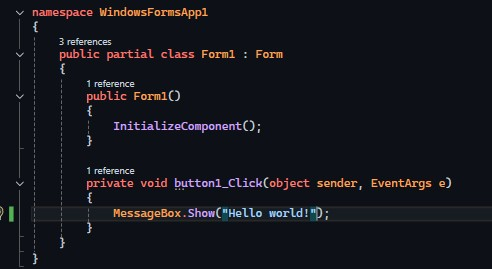 namespace WindowsFormsApp1
{
3 references
public partial class Form1 : Form
{
1 reference
public Form1()
{
InitializeComponent();
}
1 reference
private void button1_Click(object sender, EventArgs e)
{
MessageBox.Show("Hello world!");
}
}
}